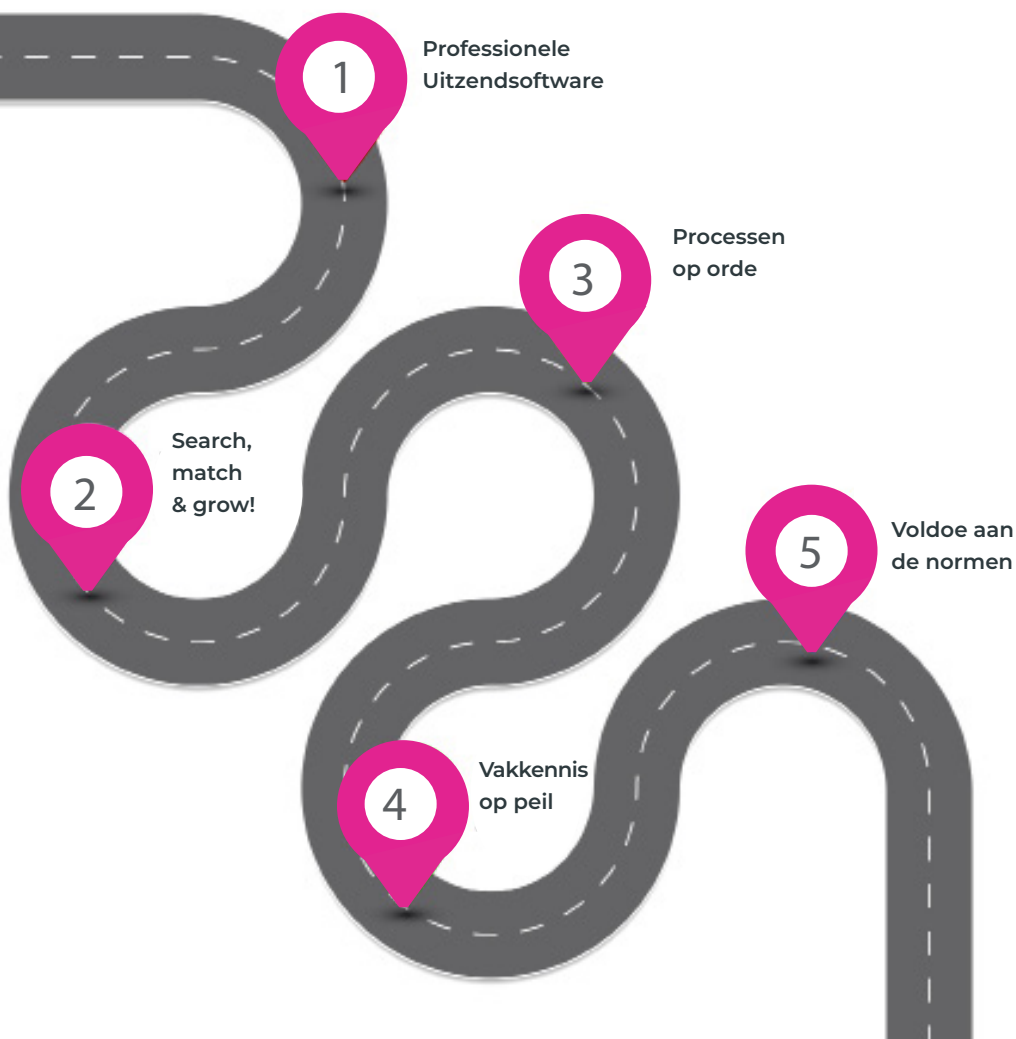 1
Professionele
Uitzendsoftware
2
Search,
match
& grow!
3
Processen
op orde
4
Vakkennis
op peil
5
Voldoe aan
de normen